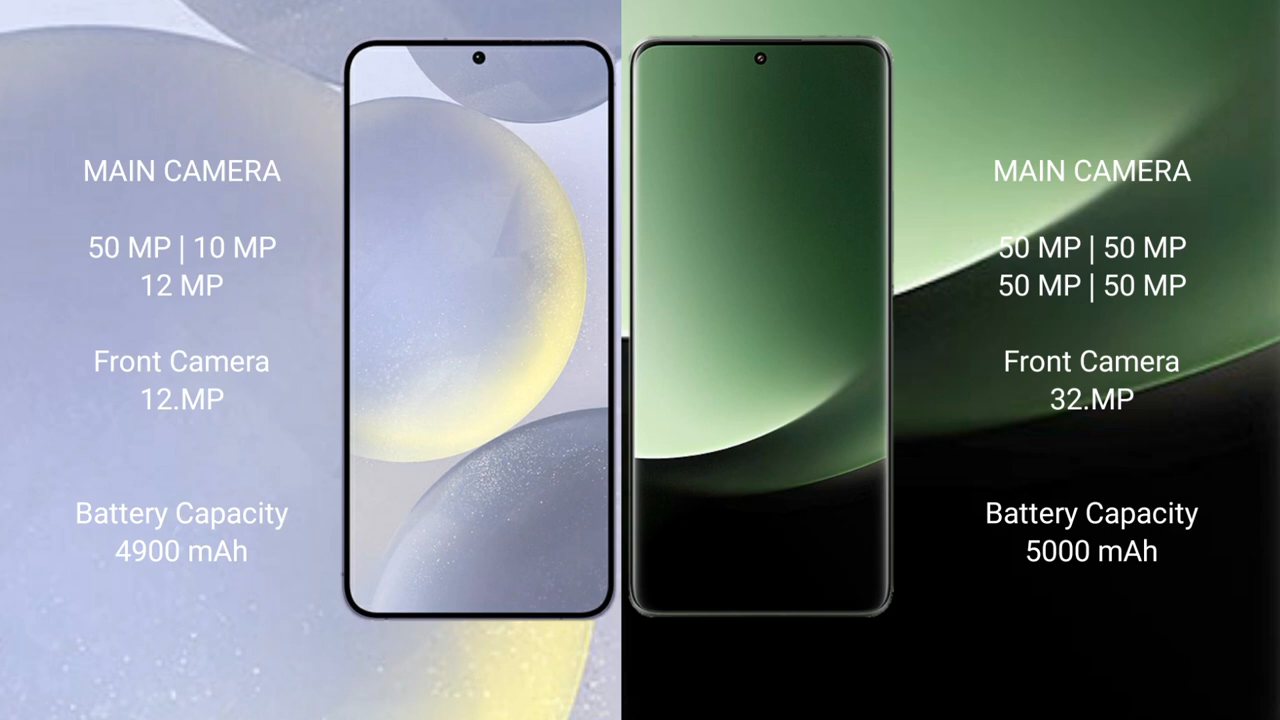 MAIN CAMERA
50 MP | 10 MP
12 MP
Front Camera
12.MP
Battery Capacity
4900 mAh
MAIN CAMERA
50 MP | 50 MP
50 MP | 50 MP
Front Camera
32.MP
Battery Capacity
5000 mAh